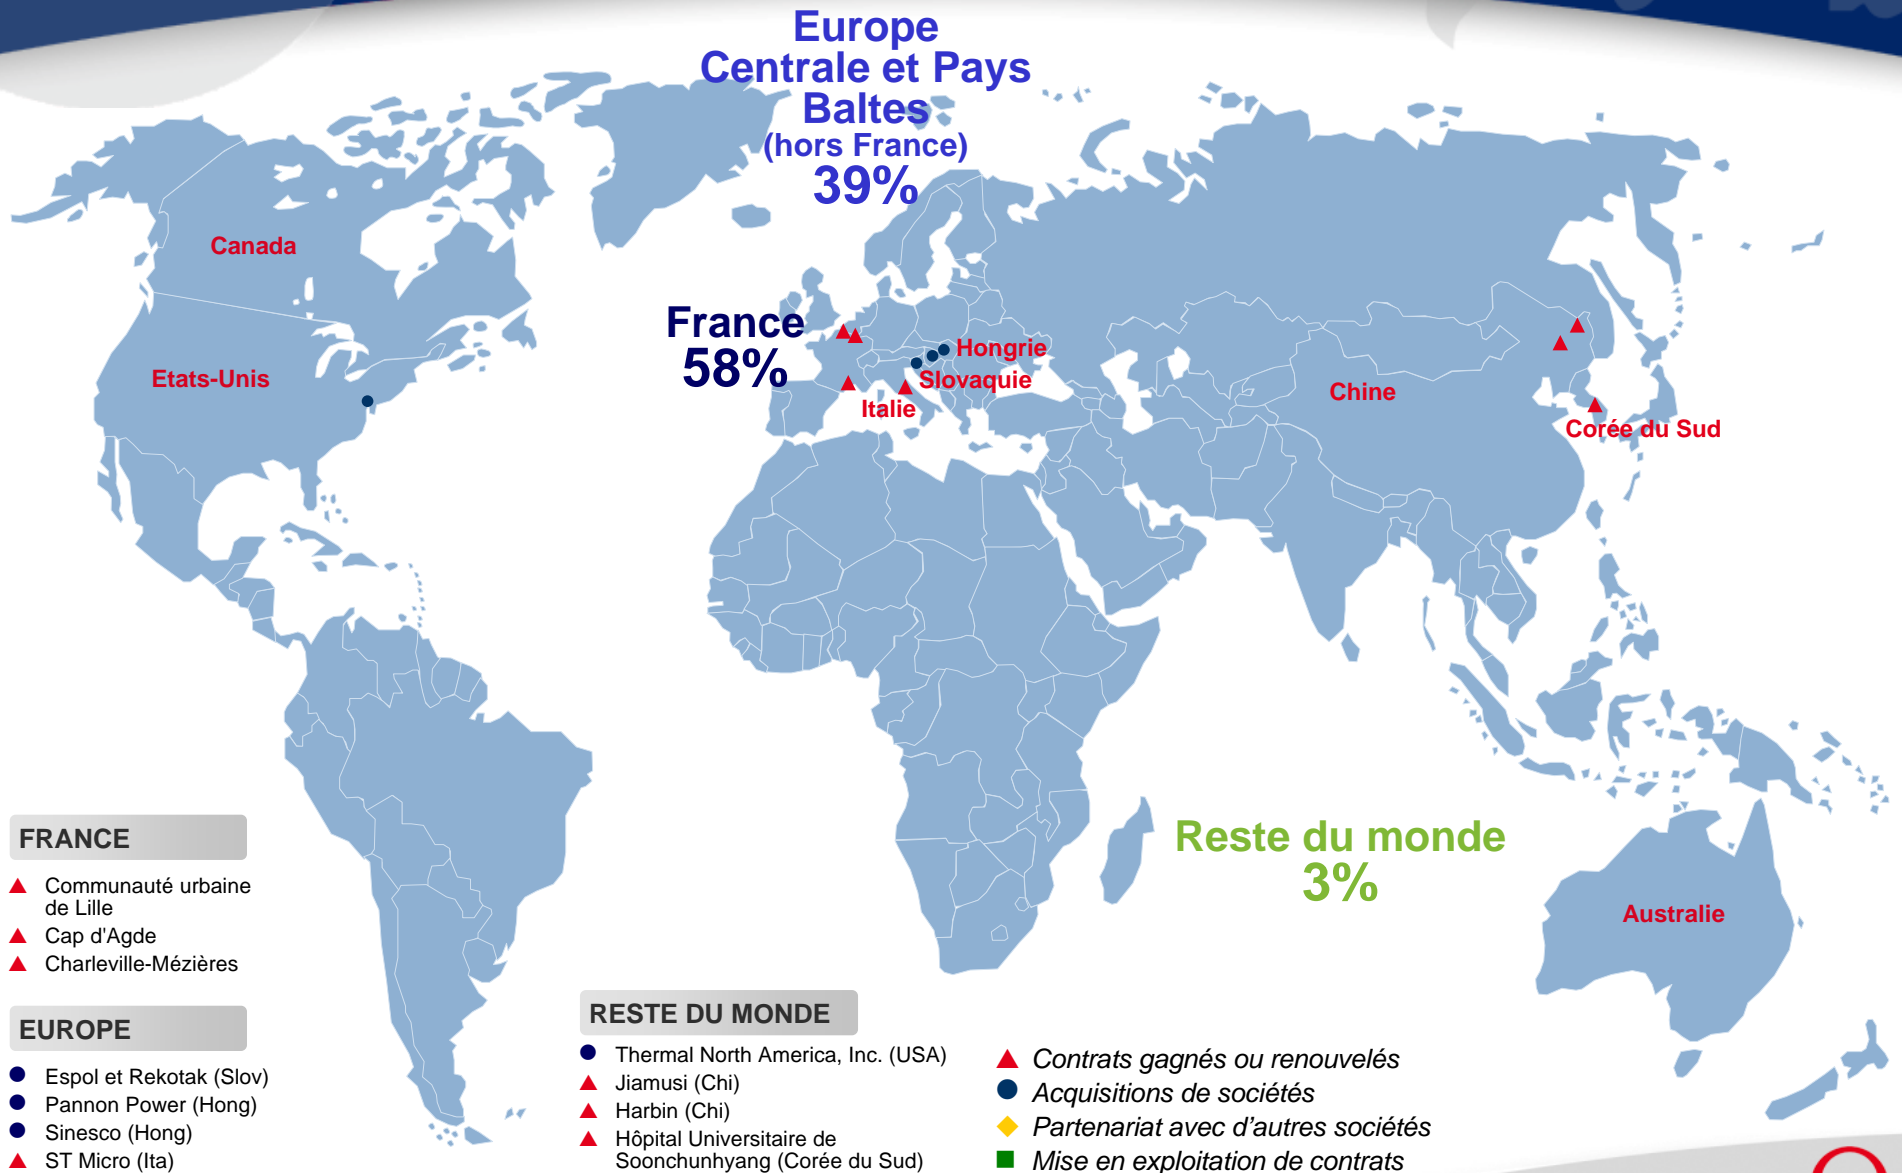 Europe
Centrale et Pays
Baltes
(hors France)
39%
Canada
Etats-Unis
France
58%
Hongrie
Slovaquie
Italie
Chine
Corée du Sud
Reste du monde
3%
Australie
FRANCE
Communauté urbaine
de Lille
Cap d'Agde
Charleville-Mézières
EUROPE
Espol et Rekotak (Slov)
Pannon Power (Hong)
Sinesco (Hong)
ST Micro (Ita)
RESTE DU MONDE
Thermal North America, Inc. (USA)
Jiamusi (Chi)
Harbin (Chi)
Hôpital Universitaire de
Soonchunhyang (Corée du Sud)
Contrats gagnés ou renouvelés
Acquisitions de sociétés
Partenariat avec d’autres sociétés
Mise en exploitation de contrats